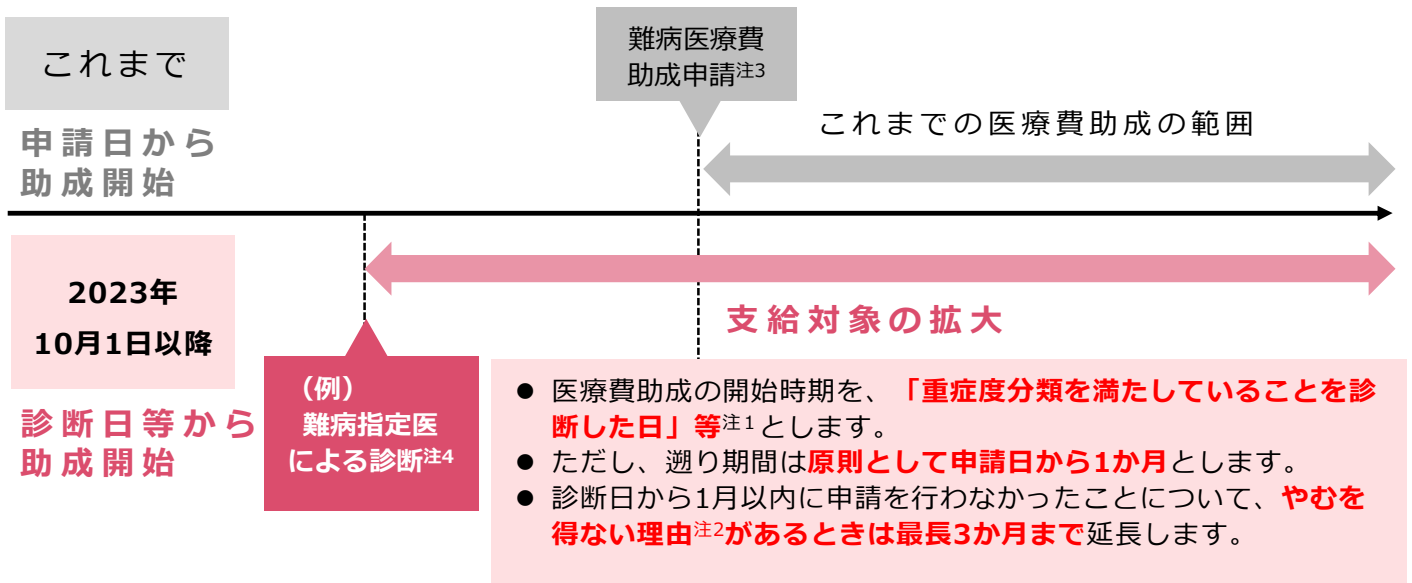 これまで
申請日から
助成開始
難病医療費
助成申請注3
これまでの医療費助成の範囲
2023年
10月1日以降
診断日等から
助成開始
（例）
難病指定医
による診断注4
支給対象の拡大
● 医療費助成の開始時期を、「重症度分類を満たしていることを診
断した日」等注1とします。
● ただし、遡り期間は原則として申請日から1か月とします。
● 診断日から1月以内に申請を行わなかったことについて、やむを
得ない理由注2があるときは最長3か月まで延長します。